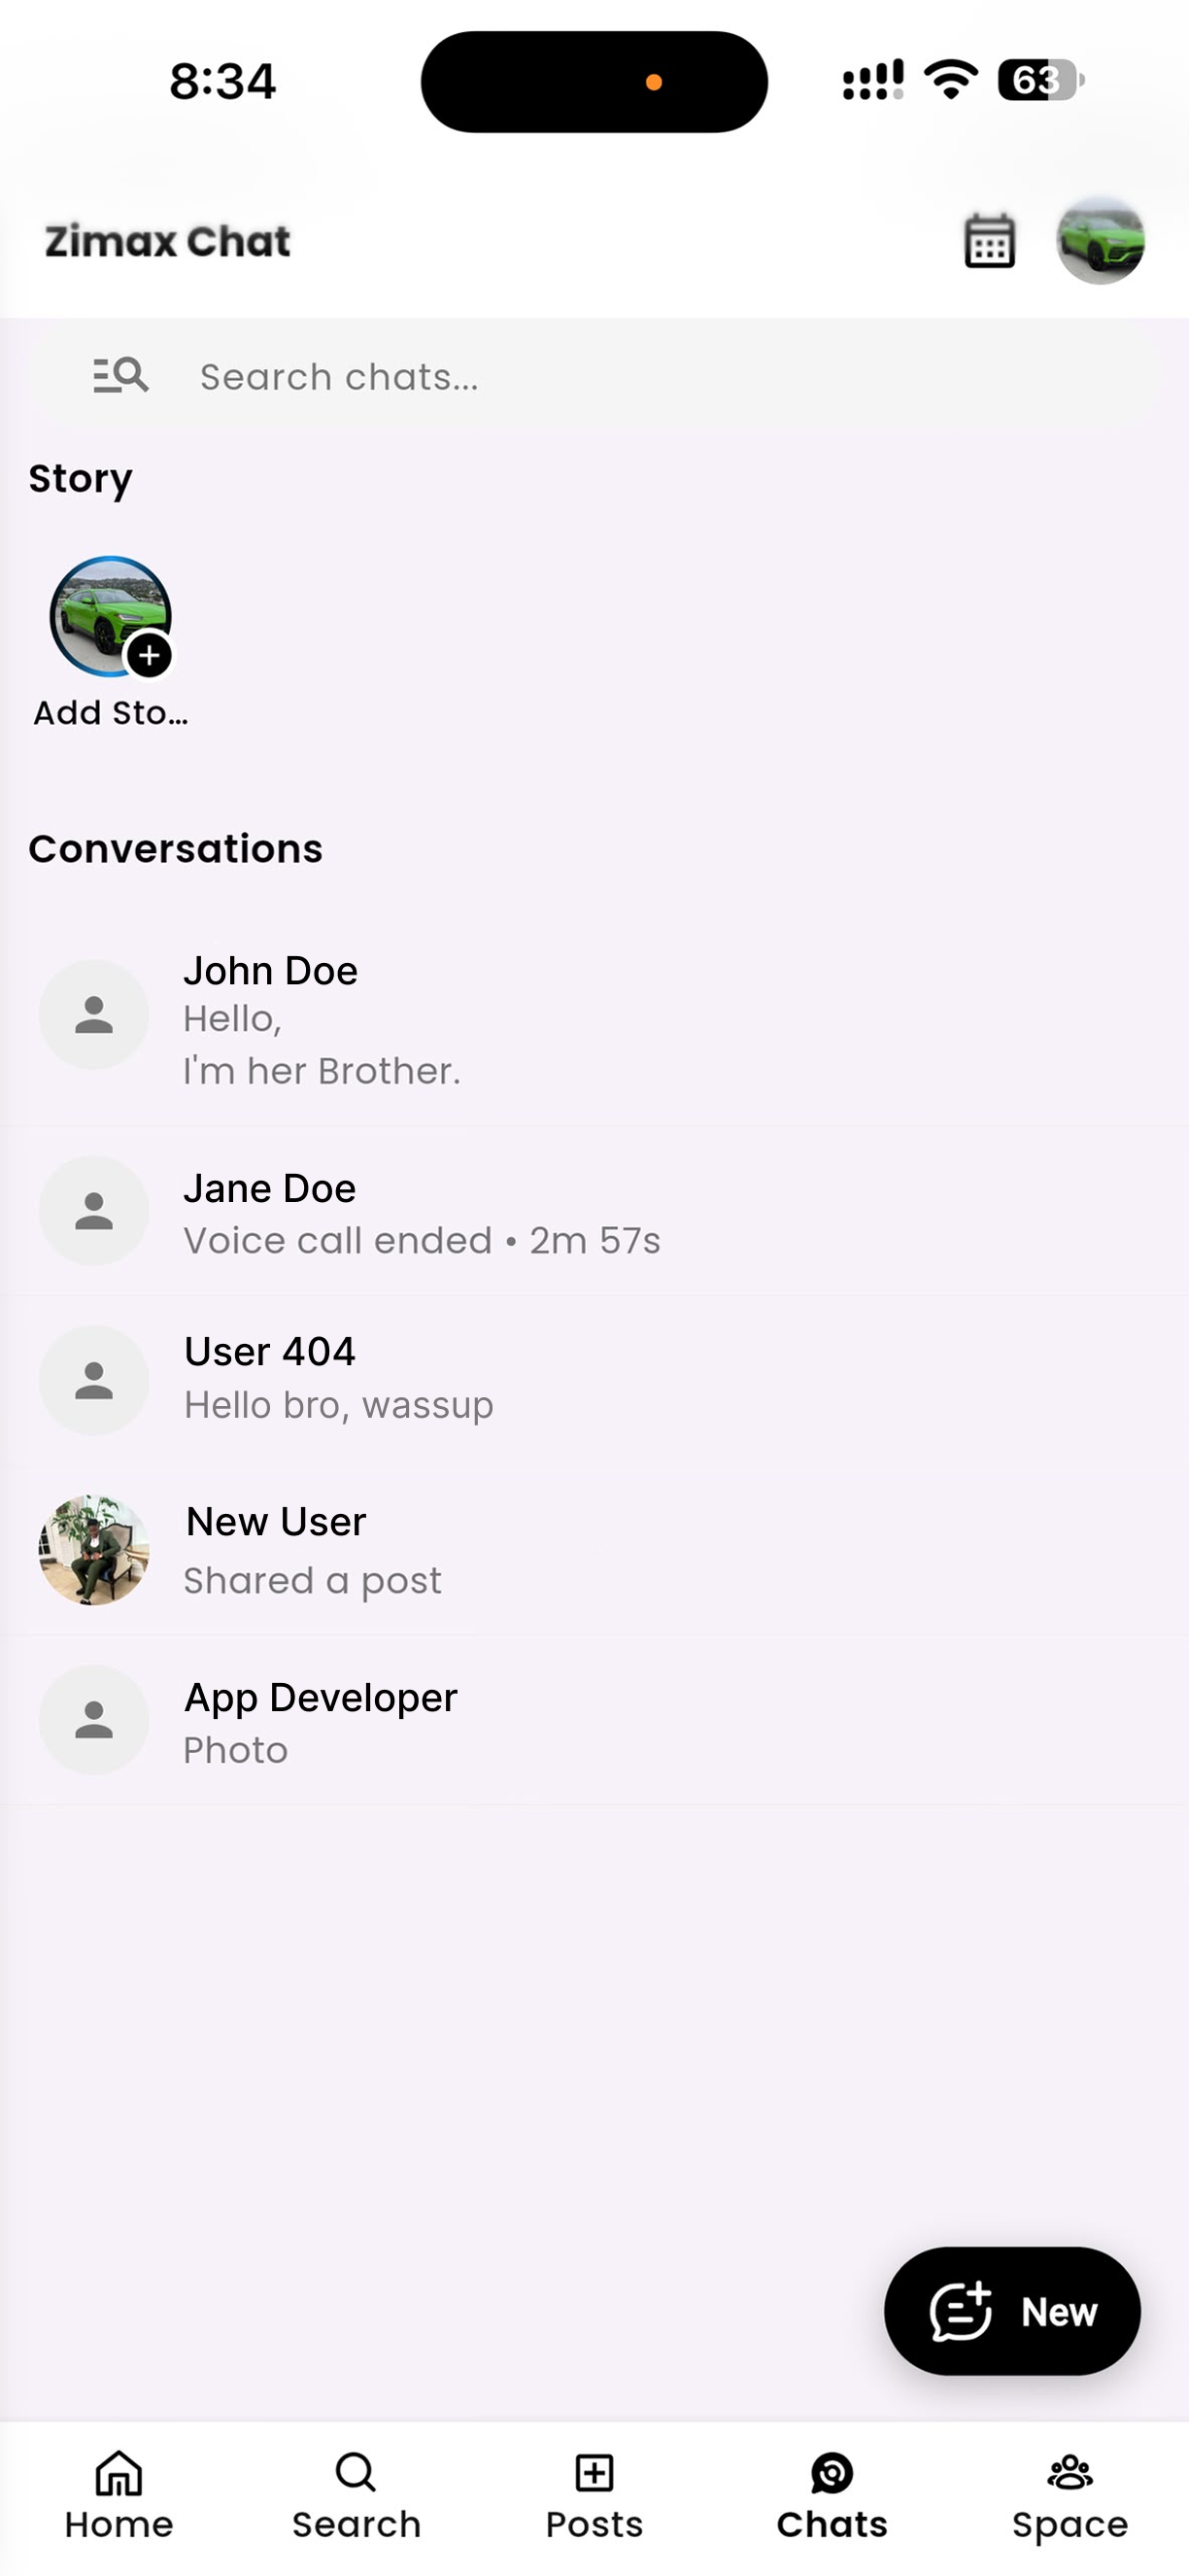 8:34
63
Zimax Chat
Search chats...
Story
Add Sto...
Conversations
John Doe
Hello,
I'm her Brother.
Jane Doe
Voice call ended • 2m 57s
User 404
Hello bro, wassup
New User
Shared a post
App Developer
Photo
New
Home
Search
Posts
Chats
Space